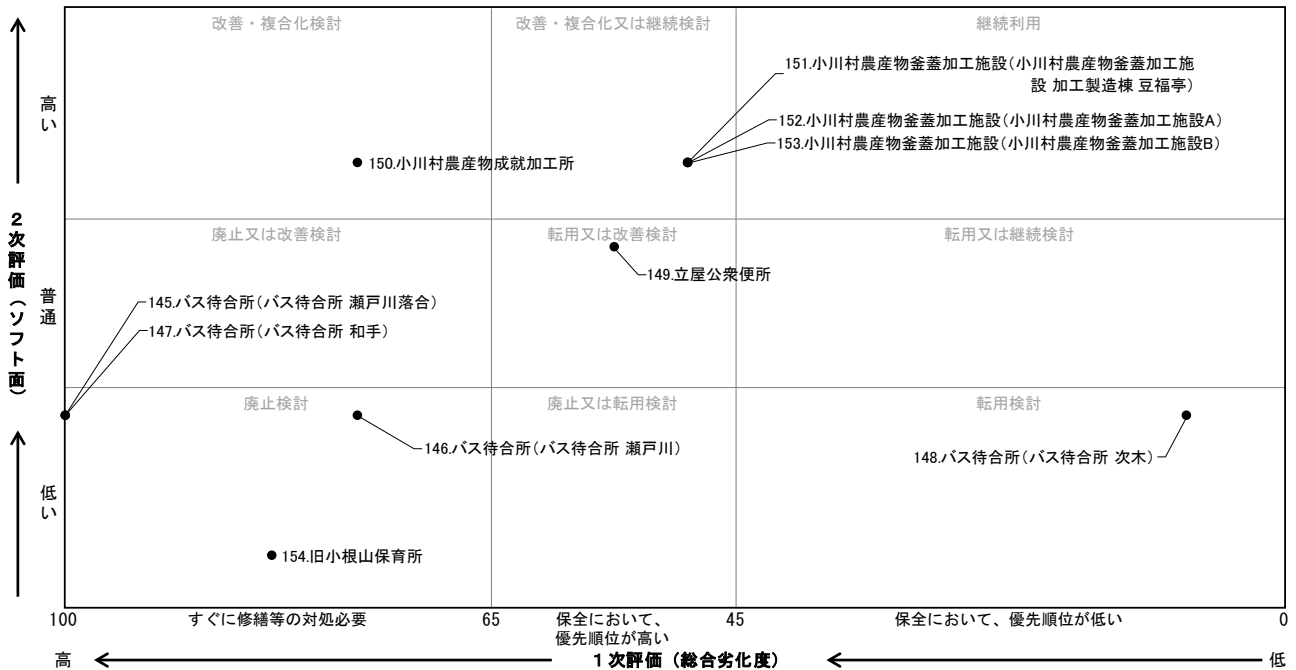 改善・複合化検討
改善・複合化又は継続検討
継続利用
151.小川村農産物釜蓋加工施設(小川村農産物釜蓋加工施
設 加工製造棟 豆福亭)
152.小川村農産物釜蓋加工施設(小川村農産物釜蓋加工施設A)
153.小川村農産物釜蓋加工施設(小川村農産物釜蓋加工施設B)
高い
150.小川村農産物成就加工所
2次評価(ソフト面)
廃止又は改善検討
転用又は改善検討
転用又は継続検討
149.立屋公衆便所
普通
145.バス待合所(バス待合所 瀬戸川落合)
147.バス待合所(バス待合所 和手)
廃止検討
廃止又は転用検討
転用検討
146.バス待合所(バス待合所 瀬戸川)
148.バス待合所(バス待合所 次木)
低い
154.旧小根山保育所
100
すぐに修繕等の対処必要
65
保全において、
優先順位が高い
45
保全において、優先順位が低い
0
高
1次評価(総合劣化度)
低